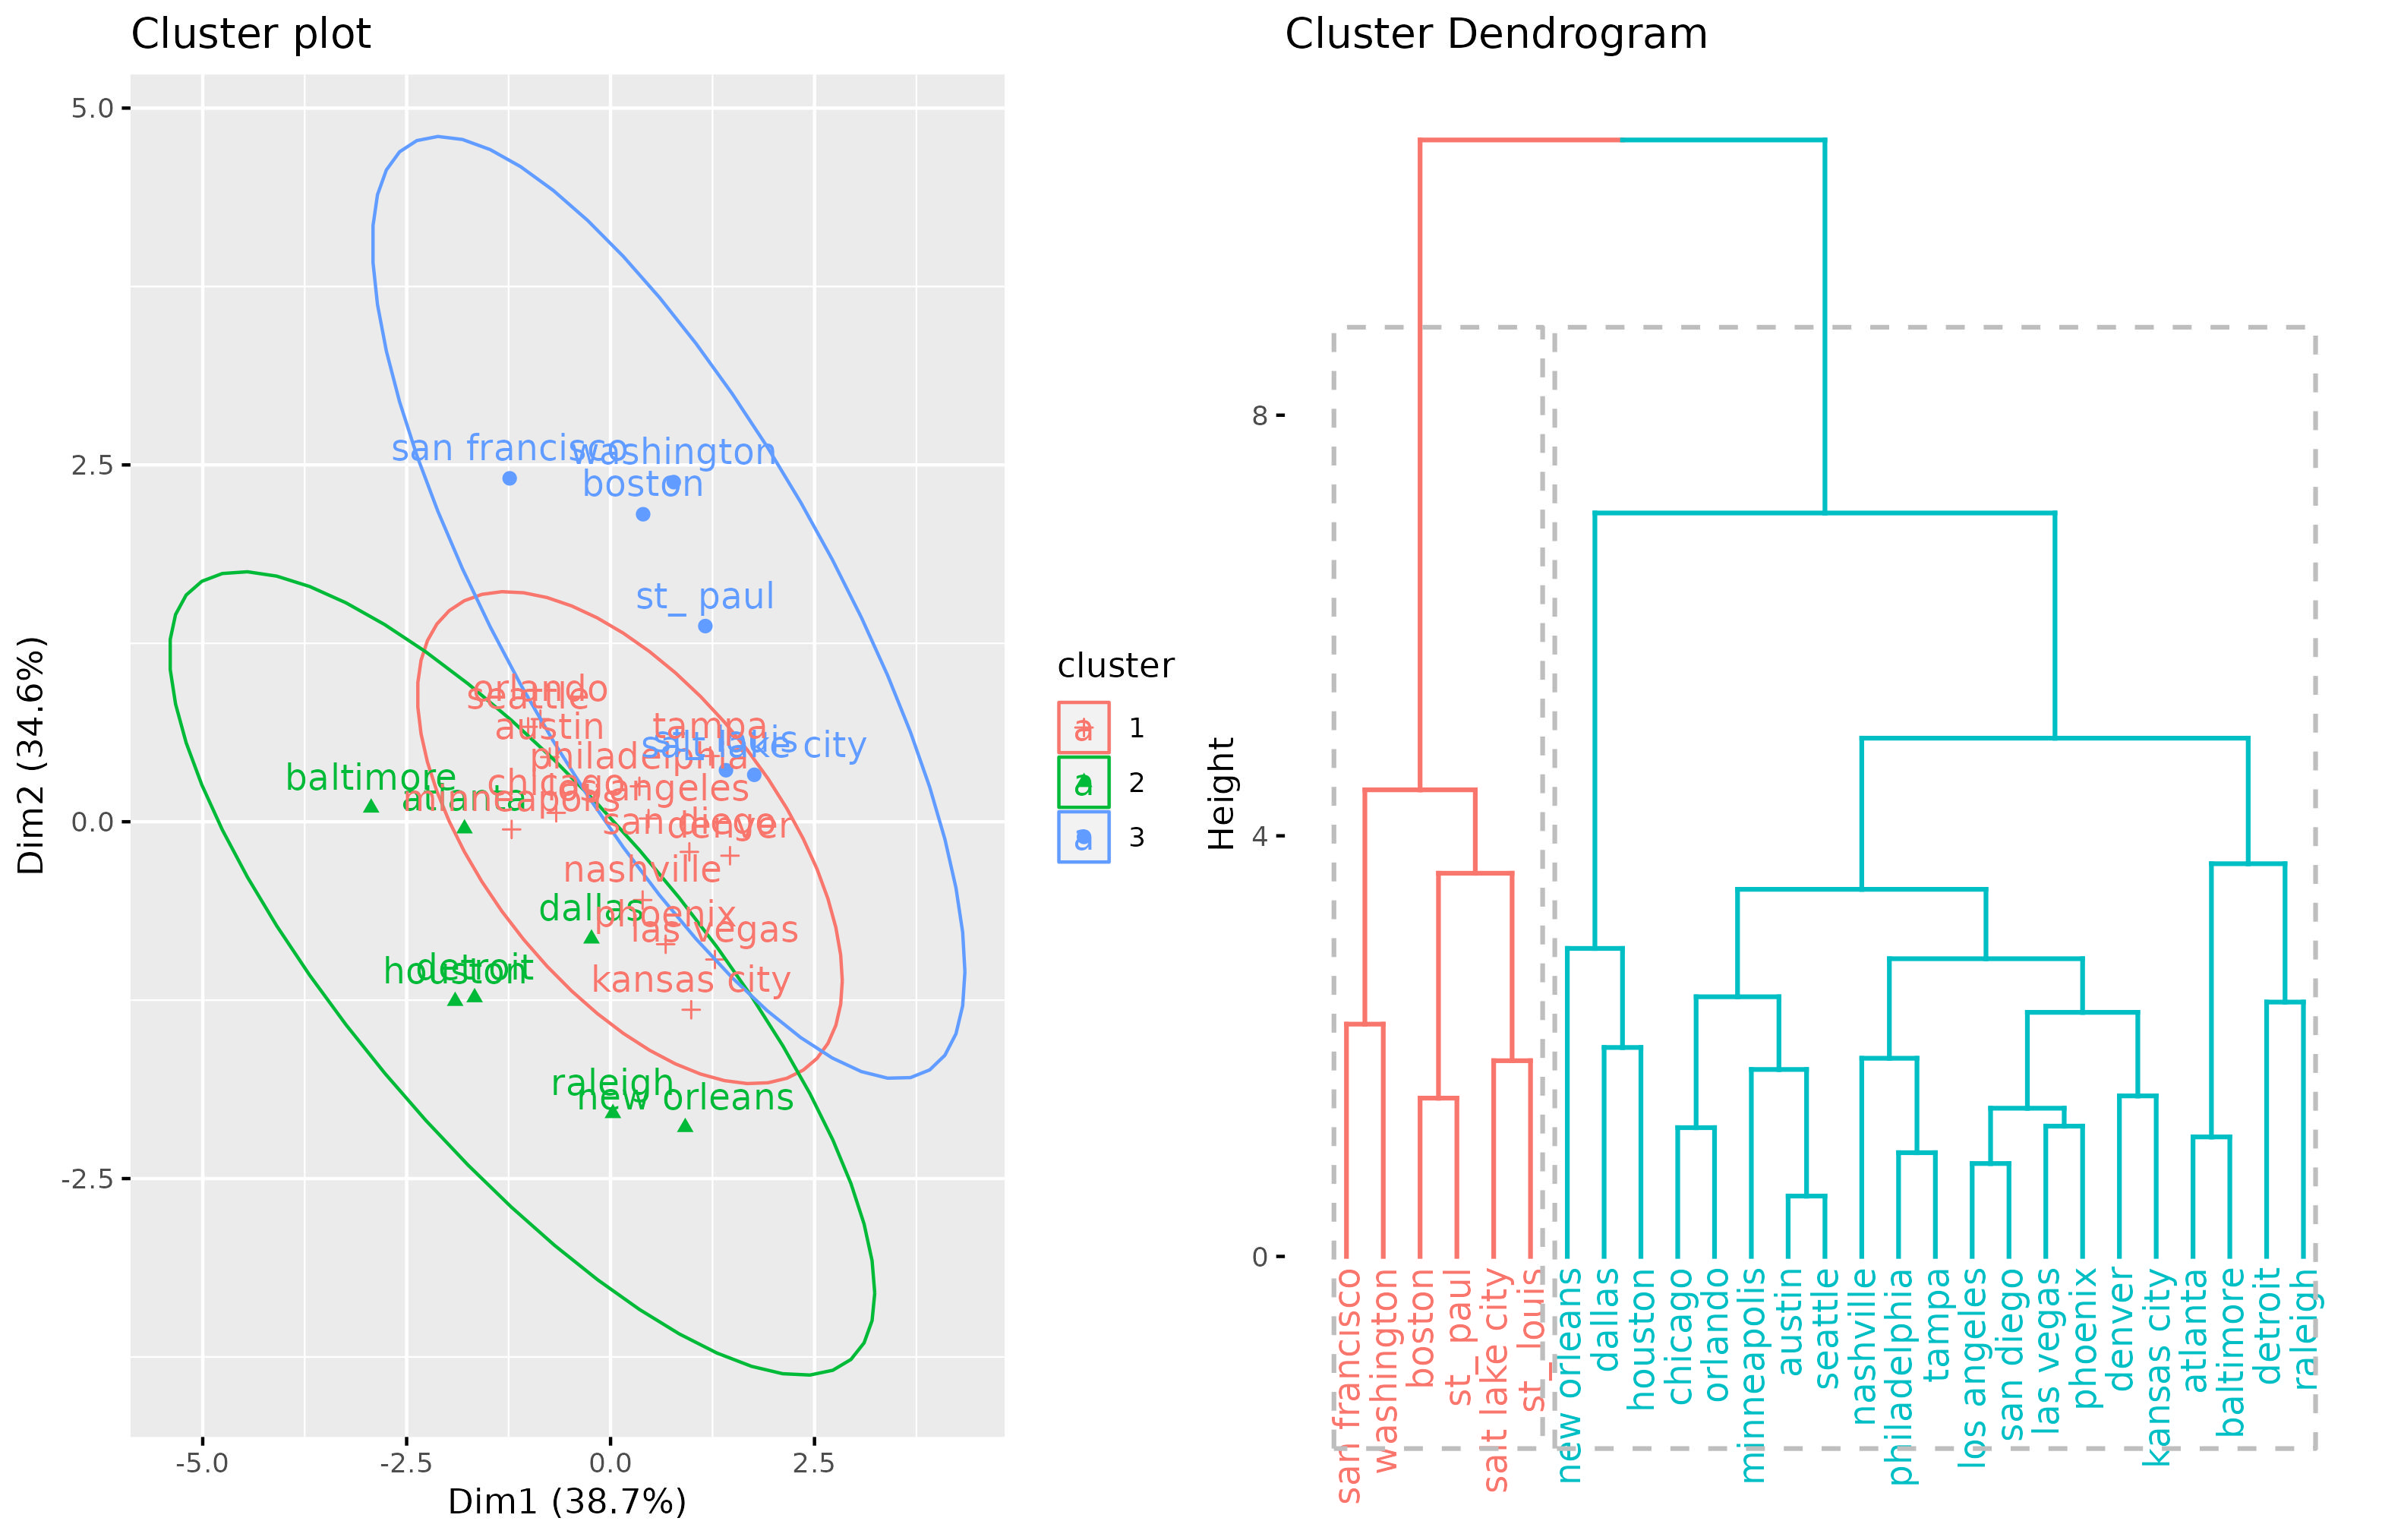 Cluster plot
5.0
2.5
0.0
-2.5
Dim2 (34.6%)
san francisco
washington
boston
st_ paul
orlando
seattle
austin
tampa
st_ louis
salt lake city
philadelphia
baltimore
chicago
los angeles
atlanta
minneapolis
san diego
denver
nashville
dallas
phoenix
las vegas
houston
detroit
kansas city
raleigh
new orleans
-5.0
-2.5
0.0
2.5
Dim1 (38.7%)
cluster
a 1
a 2
a 3
Cluster Dendrogram
Height
8
4
0
san francisco
washington
boston
st_ paul
salt lake city
st_ louis
new orleans
dallas
houston
chicago
orlando
minneapolis
austin
seattle
nashville
philadelphia
tampa
los angeles
san diego
las vegas
phoenix
denver
kansas city
atlanta
baltimore
detroit
raleigh